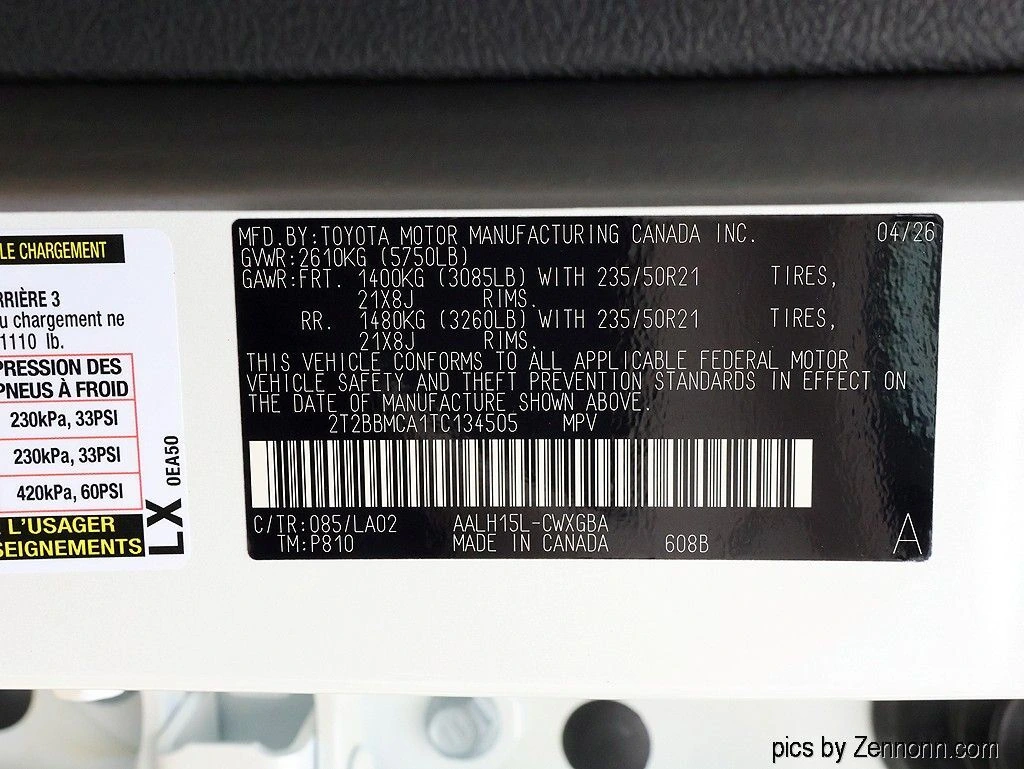 LE CHARGEMENT
RRIÈRE 3
u chargement ne
1110 lb.
PRESSION DES
PNEUS À FROID
230kPa, 33PSI
230kPa, 33PSI
420kPa, 60PSI
L'USAGER
SEIGNEMENTS
LX 0EA50
MFD.BY:TOYOTA MOTOR MANUFACTURING CANADA INC. 04/26
GVWR:2610KG (5750LB)
GAWR:FRT. 1400KG (3085LB) WITH 235/50R21 TIRES,
21X8J RIMS.
RR. 1480KG (3260LB) WITH 235/50R21 TIRES,
21X8J RIMS.
THIS VEHICLE CONFORMS TO ALL APPLICABLE FEDERAL MOTOR
VEHICLE SAFETY AND THEFT PREVENTION STANDARDS IN EFFECT ON
THE DATE OF MANUFACTURE SHOWN ABOVE.
2T2BBMCA1TC134505 MPV
C/TR:085/LA02 AALH15L-CWXGBA
TM:P810 MADE IN CANADA 608B A
pics by Zennonn.com